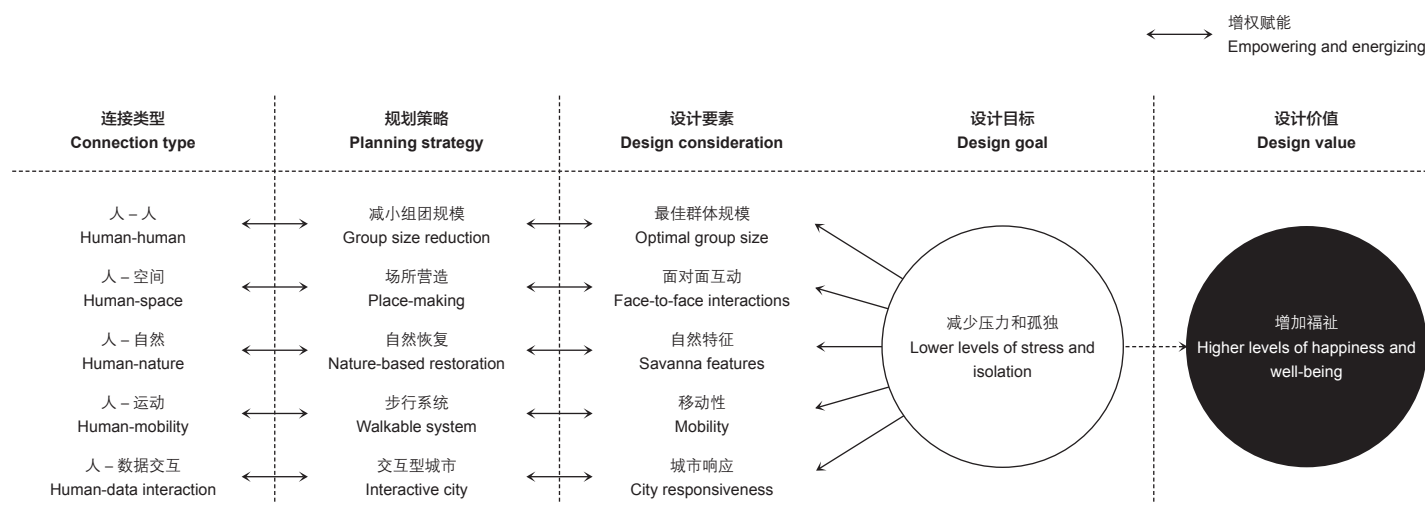 增权赋能
Empowering and energizing
连接类型
Connection type
规划策略
Planning strategy
设计要素
Design consideration
设计目标
Design goal
设计价值
Design value
人 – 人
Human-human
减小组团规模
Group size reduction
最佳群体规模
Optimal group size
人 – 空间
Human-space
场所营造
Place-making
面对面互动
Face-to-face interactions
人 – 自然
Human-nature
自然恢复
Nature-based restoration
自然特征
Savanna features
人 – 运动
Human-mobility
步行系统
Walkable system
移动性
Mobility
人 – 数据交互
Human-data interaction
交互型城市
Interactive city
城市响应
City responsiveness
减少压力和孤独
Lower levels of stress and
isolation
增加福祉
Higher levels of happiness and
well-being